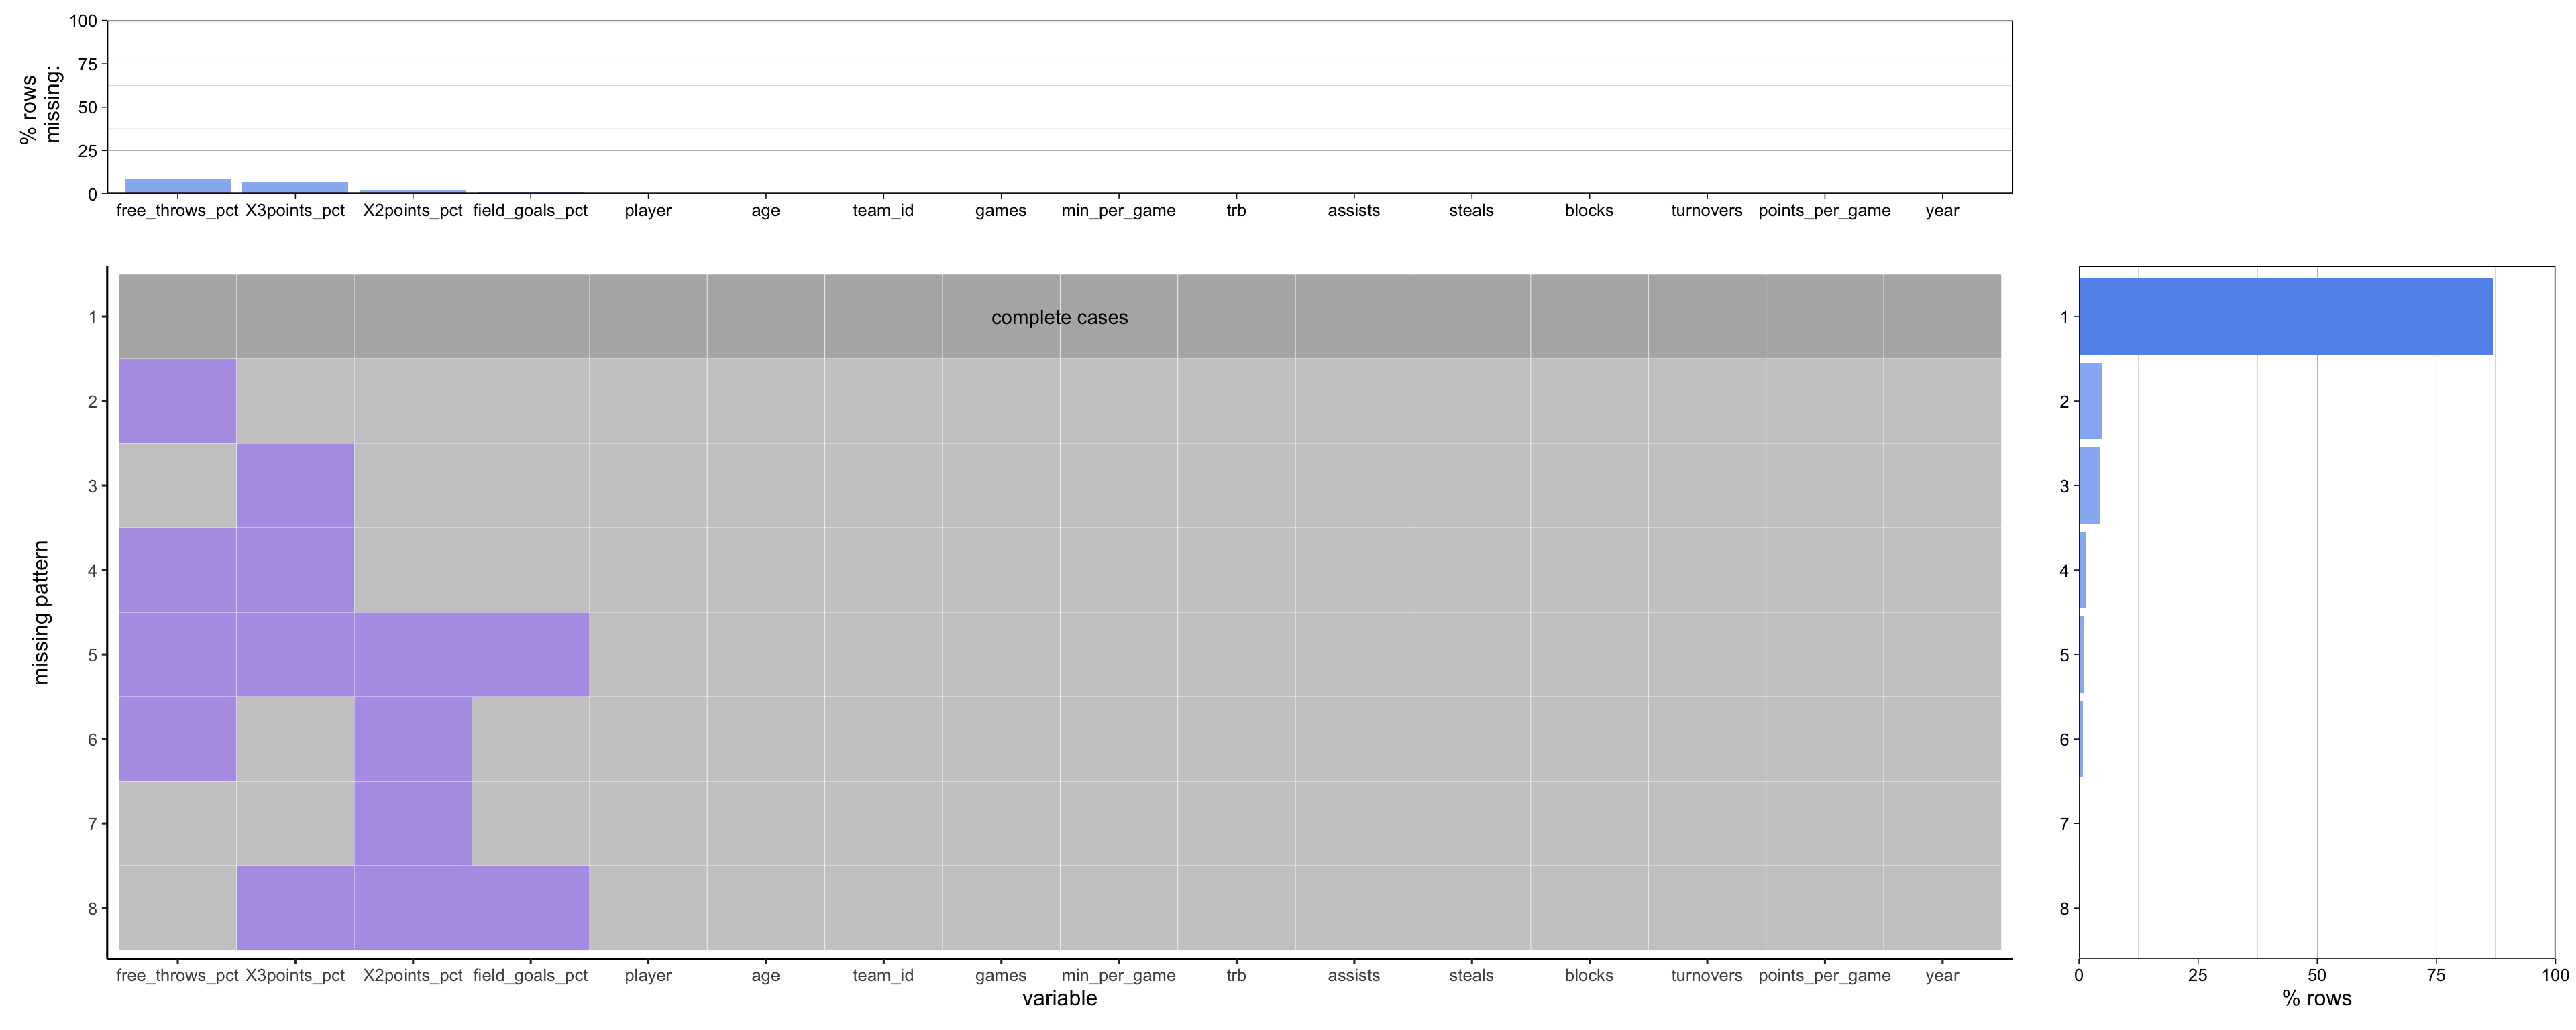 % rows
missing:
100
75
50
25
0
free_throws_pct X3points_pct X2points_pct field_goals_pct player age team_id games min_per_game trb assists steals blocks turnovers points_per_game year
missing pattern
1
2
3
4
5
6
7
8
complete cases
free_throws_pct X3points_pct X2points_pct field_goals_pct player age team_id games min_per_game trb assists steals blocks turnovers points_per_game year
variable
1
2
3
4
5
6
7
8
0 25 50 75 100
% rows